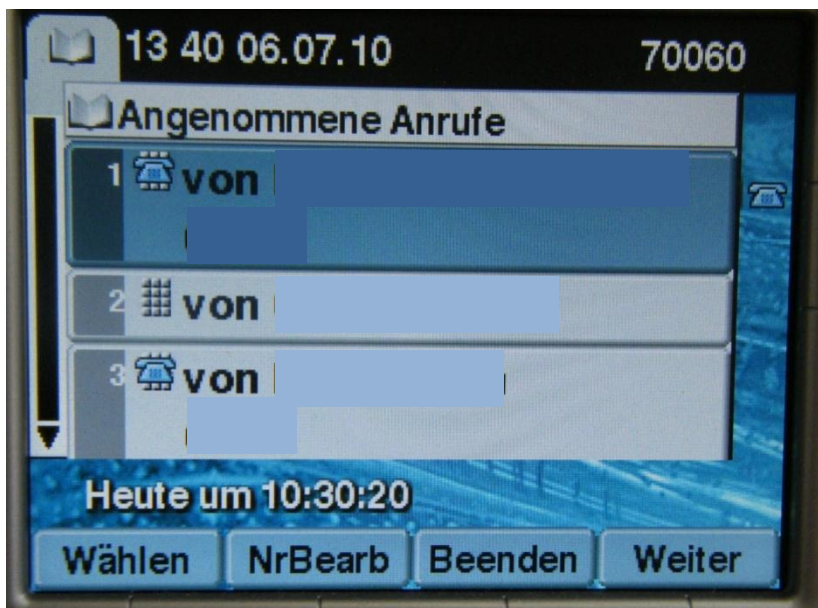 13 40 06.07.10 70060
Angenommene Anrufe
1 von
2 von
3 von
Heute um 10:30:20
Wählen NrBearb Beenden Weiter